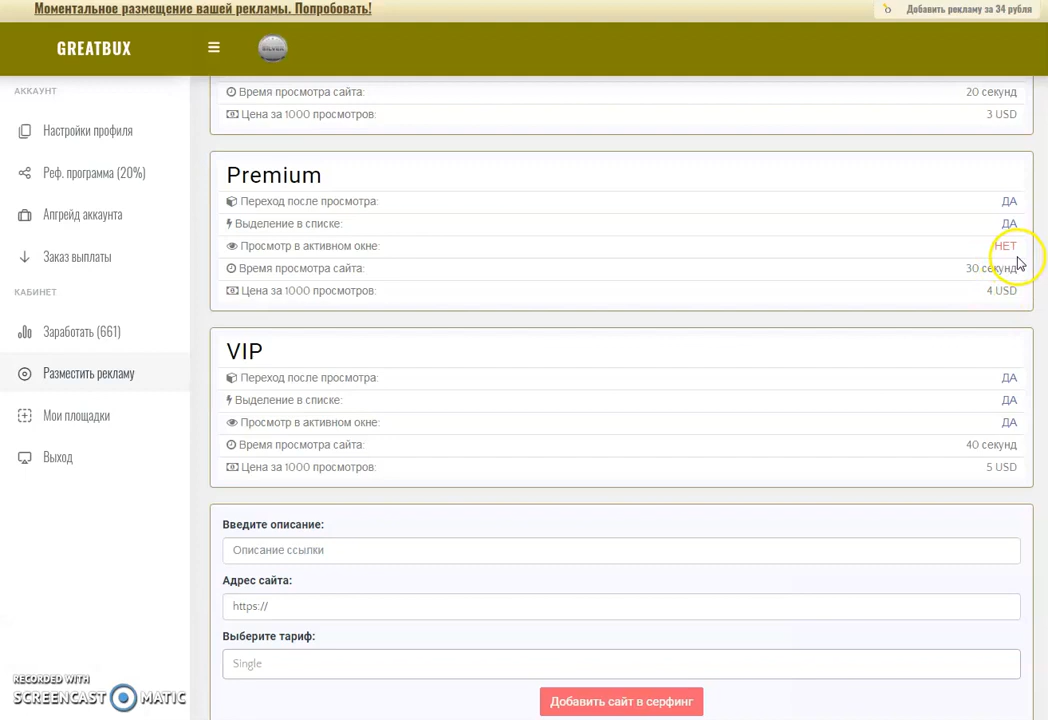 Моментальное размещение вашей рекламы. Попробовать!
Добавить рекламу за 34 рубля
GREATBUX
SILVER
АККАУНТ
Настройки профиля
Реф. программа (20%)
Апгрейд аккаунта
Заказ выплаты
КАБИНЕТ
Заработать (661)
Разместить рекламу
Мои площадки
Выход
Время просмотра сайта: 20 секунд
Цена за 1000 просмотров: 3 USD
Premium
Переход после просмотра: ДА
Выделение в списке: ДА
Просмотр в активном окне: НЕТ
Время просмотра сайта: 30 секунд
Цена за 1000 просмотров: 4 USD
VIP
Переход после просмотра: ДА
Выделение в списке: ДА
Просмотр в активном окне: ДА
Время просмотра сайта: 40 секунд
Цена за 1000 просмотров: 5 USD
Введите описание:
Описание ссылки
Адрес сайта:
https://
Выберите тариф:
Single
Добавить сайт в серфинг
RECORDED WITH
SCREENCAST MATIC